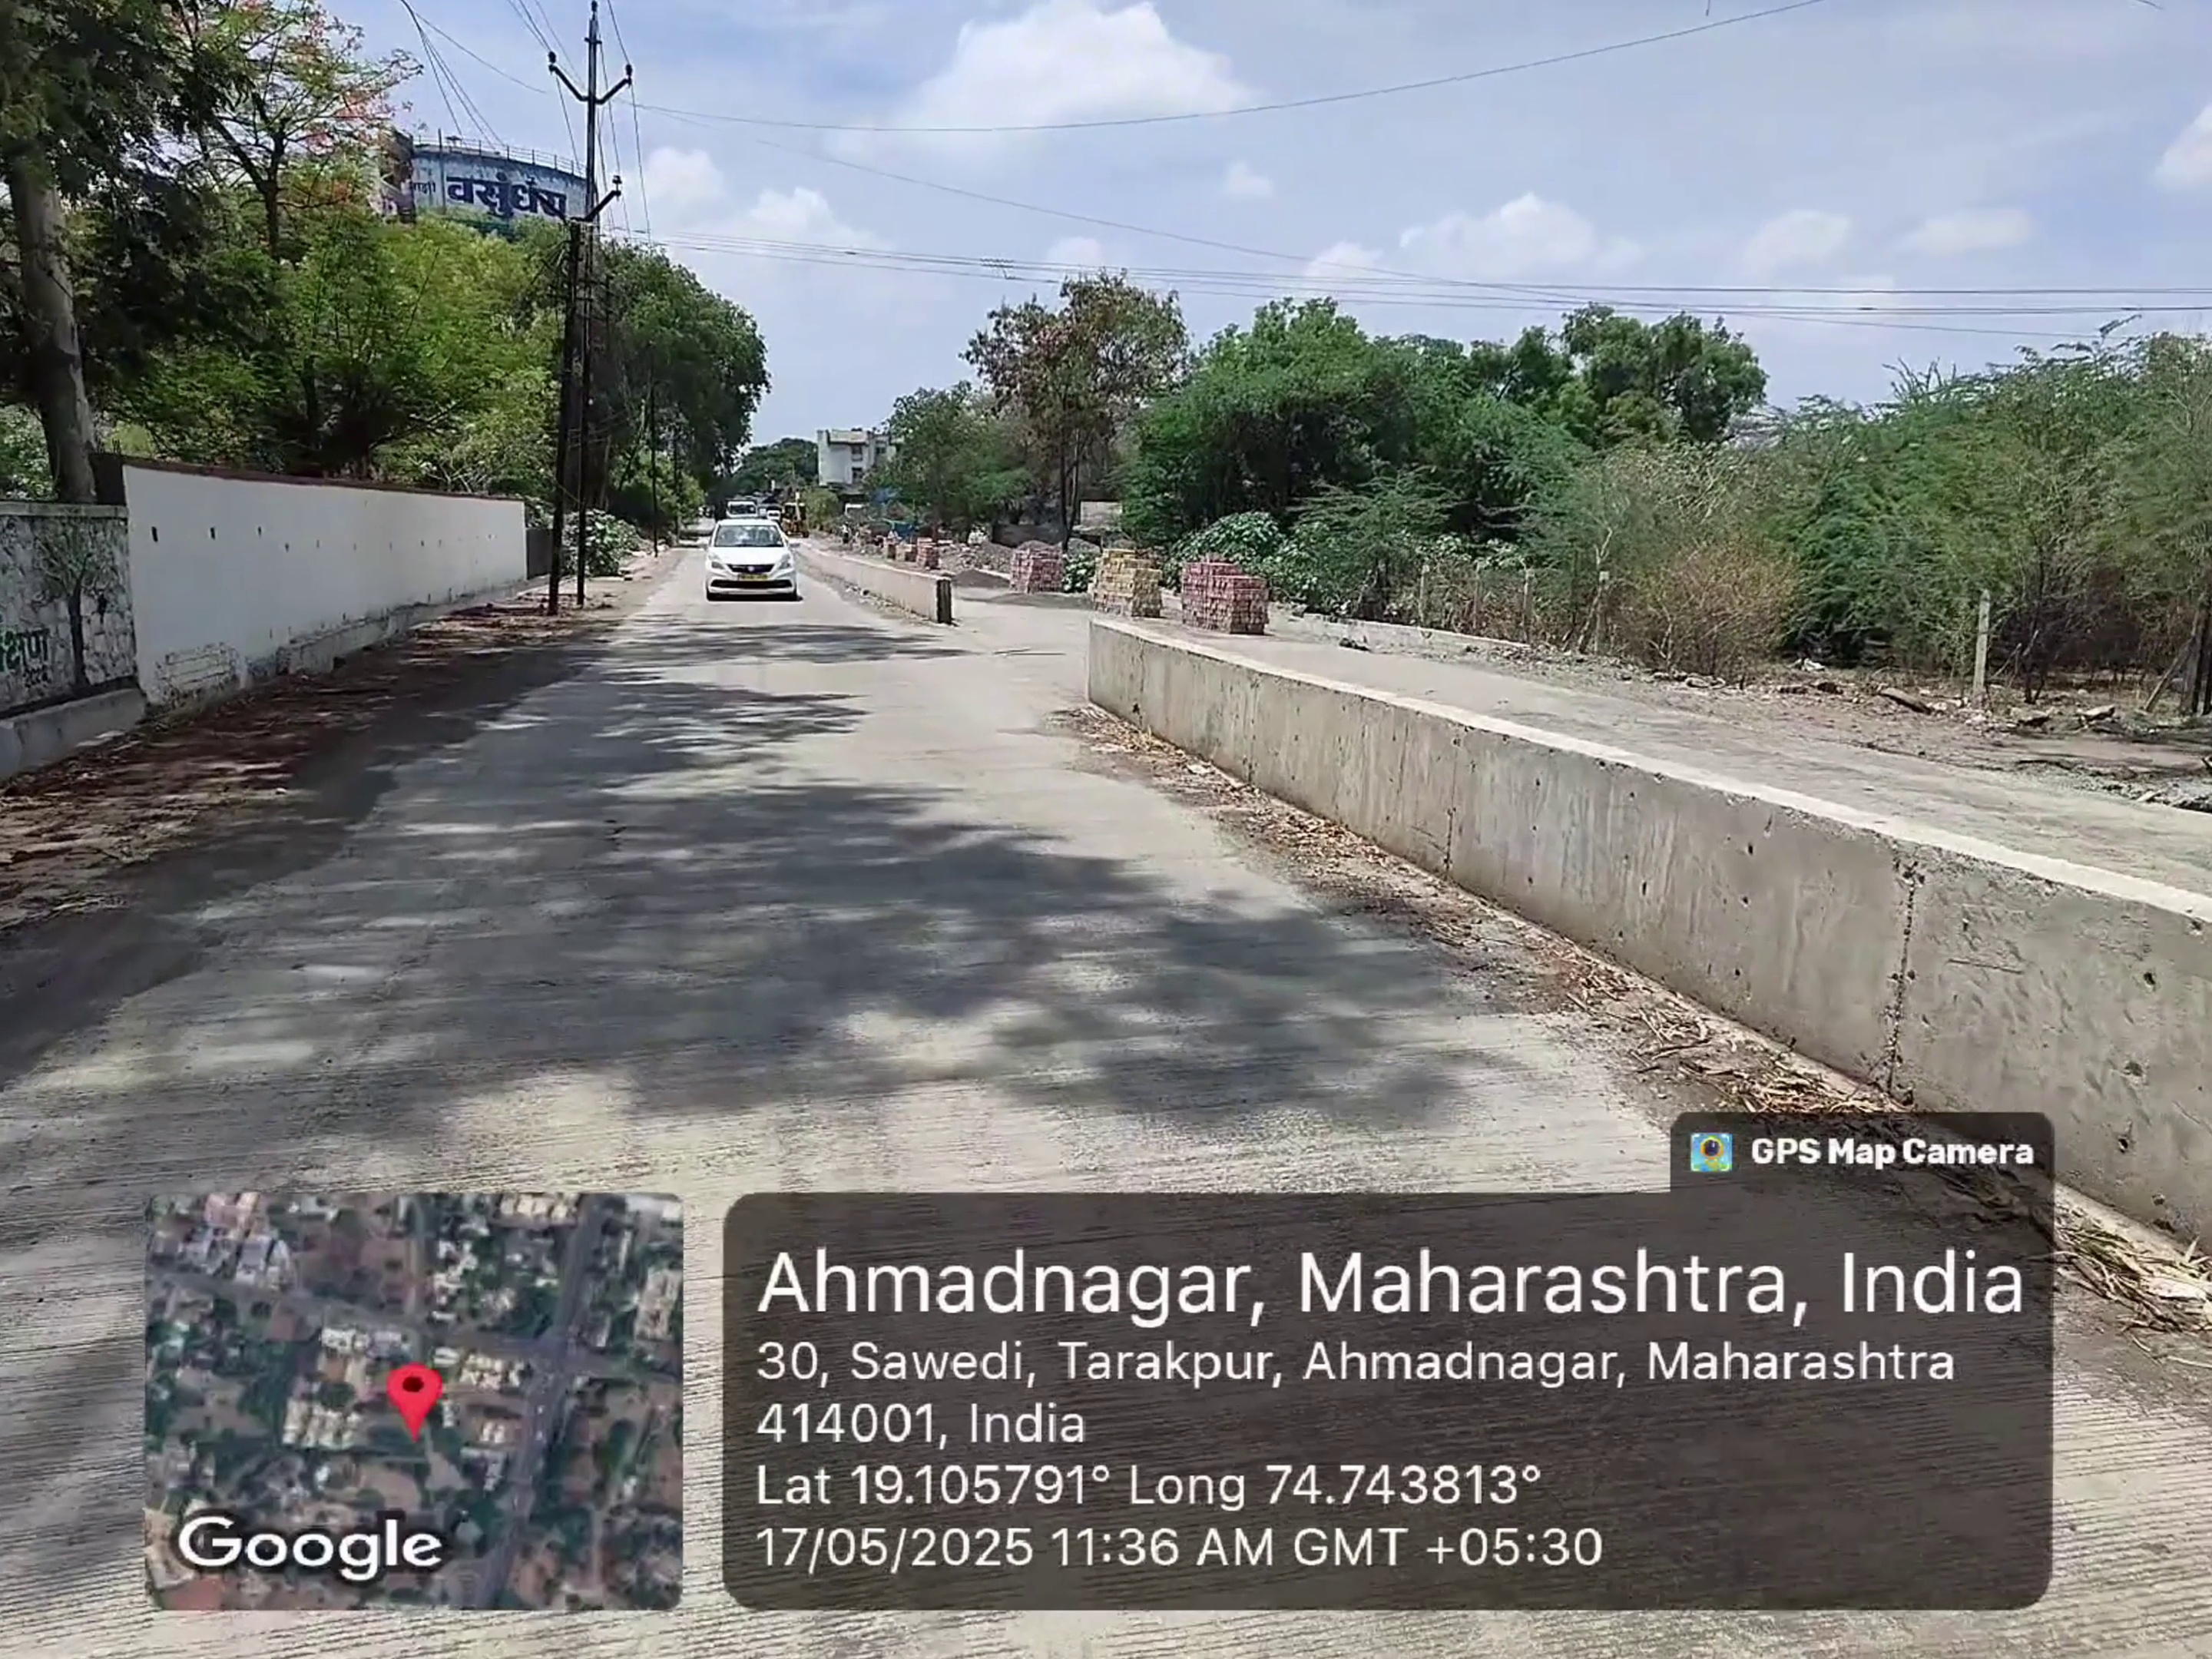 माझी
वसुंधरा
GPS Map Camera
Ahmadnagar, Maharashtra, India
30, Sawedi, Tarakpur, Ahmadnagar, Maharashtra
414001, India
Lat 19.105791° Long 74.743813°
17/05/2025 11:36 AM GMT +05:30
Google